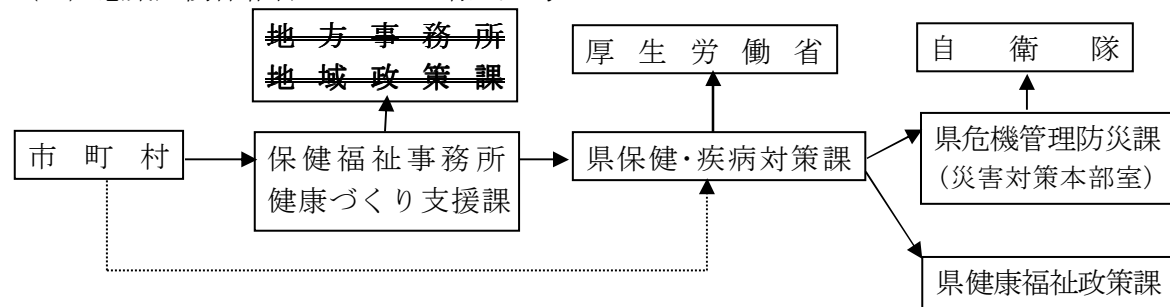 地方事務所
地域政策課
厚生労働省
自衛隊
市町村
保健福祉事務所
健康づくり支援課
県保健・疾病対策課
県危機管理防災課
（災害対策本部室）
県健康福祉政策課